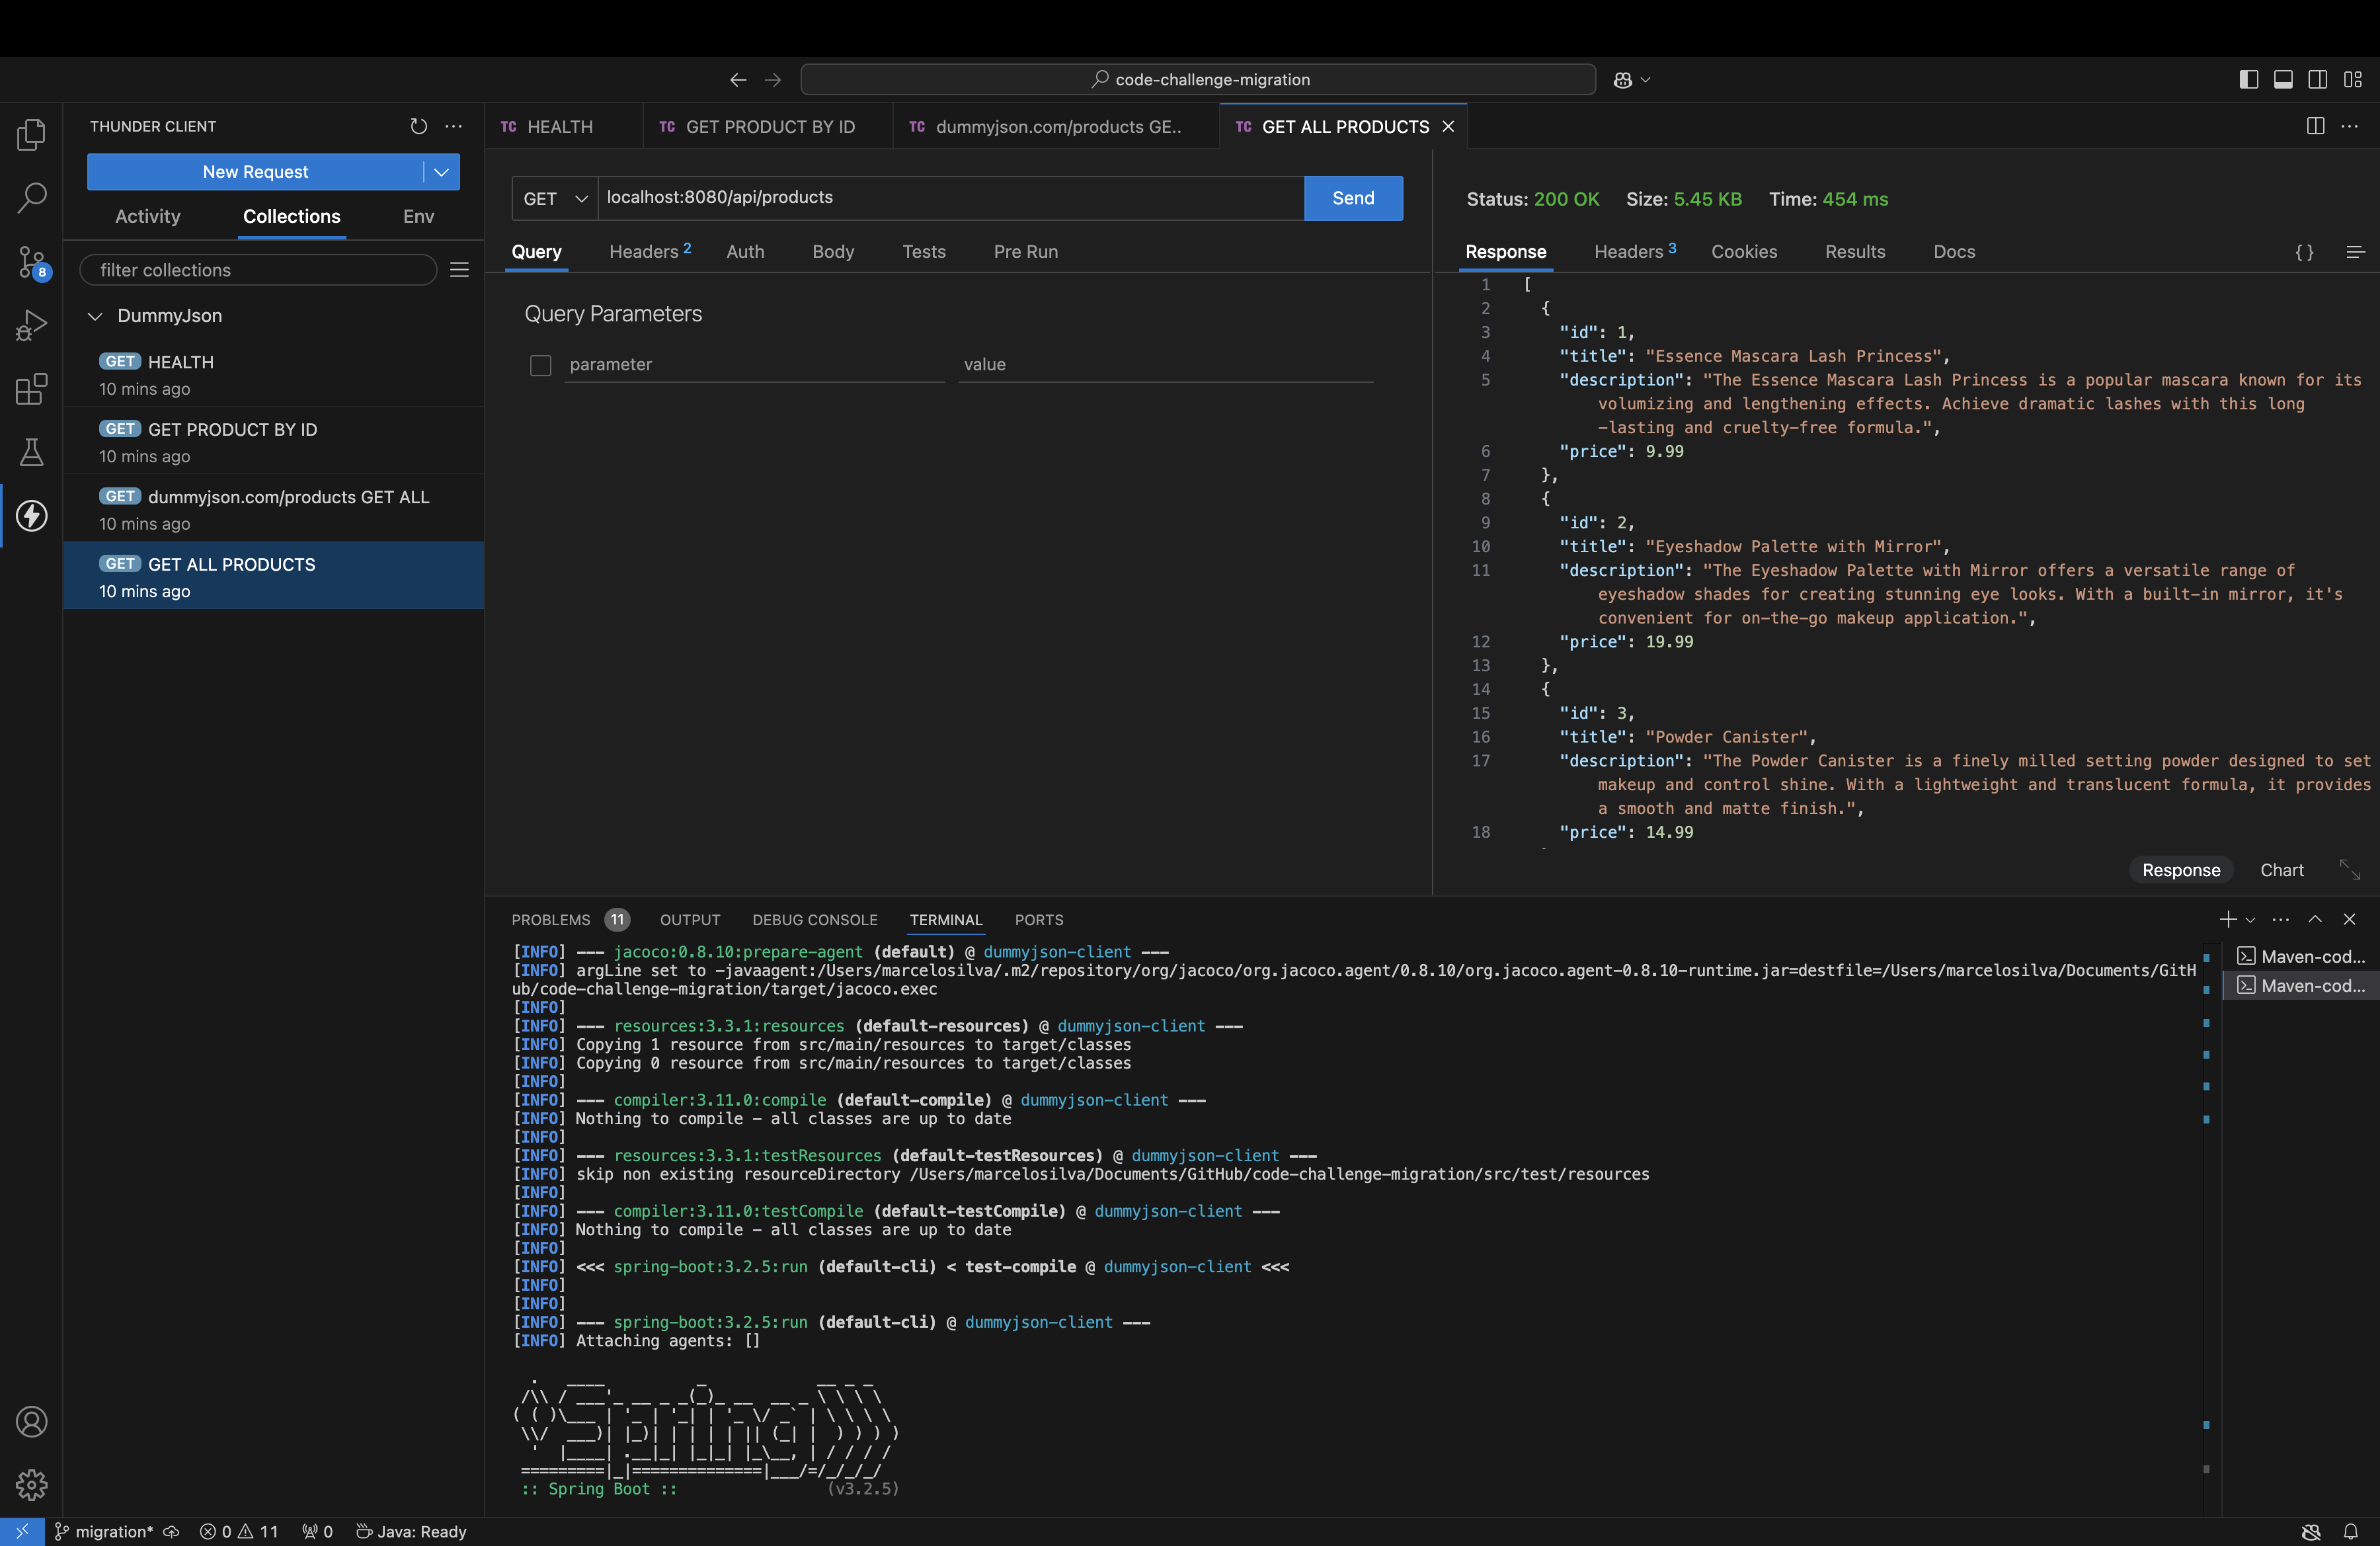 code-challenge-migration
THUNDER CLIENT
New Request
Activity Collections Env
filter collections
8
DummyJson
GET HEALTH
10 mins ago
GET GET PRODUCT BY ID
10 mins ago
GET dummyjson.com/products GET ALL
10 mins ago
GET GET ALL PRODUCTS
10 mins ago
TC HEALTH TC GET PRODUCT BY ID TC dummyjson.com/products GE.. TC GET ALL PRODUCTS
GET localhost:8080/api/products Send
Query Headers 2 Auth Body Tests Pre Run
Query Parameters
parameter value
Status: 200 OK Size: 5.45 KB Time: 454 ms
Response Headers 3 Cookies Results Docs { }
1 [
2 {
3 "id": 1,
4 "title": "Essence Mascara Lash Princess",
5 "description": "The Essence Mascara Lash Princess is a popular mascara known for its
volumizing and lengthening effects. Achieve dramatic lashes with this long
-lasting and cruelty-free formula.",
6 "price": 9.99
7 },
8 {
9 "id": 2,
10 "title": "Eyeshadow Palette with Mirror",
11 "description": "The Eyeshadow Palette with Mirror offers a versatile range of
eyeshadow shades for creating stunning eye looks. With a built-in mirror, it's
convenient for on-the-go makeup application.",
12 "price": 19.99
13 },
14 {
15 "id": 3,
16 "title": "Powder Canister",
17 "description": "The Powder Canister is a finely milled setting powder designed to set
makeup and control shine. With a lightweight and translucent formula, it provides
a smooth and matte finish.",
18 "price": 14.99
Response Chart
PROBLEMS 11 OUTPUT DEBUG CONSOLE TERMINAL PORTS
[INFO] --- jacoco:0.8.10:prepare-agent (default) @ dummyjson-client ---
[INFO] argLine set to -javaagent:/Users/marcelosilva/.m2/repository/org/jacoco/org.jacoco.agent/0.8.10/org.jacoco.agent-0.8.10-runtime.jar=destfile=/Users/marcelosilva/Documents/GitH
ub/code-challenge-migration/target/jacoco.exec
[INFO]
[INFO] --- resources:3.3.1:resources (default-resources) @ dummyjson-client ---
[INFO] Copying 1 resource from src/main/resources to target/classes
[INFO] Copying 0 resource from src/main/resources to target/classes
[INFO]
[INFO] --- compiler:3.11.0:compile (default-compile) @ dummyjson-client ---
[INFO] Nothing to compile - all classes are up to date
[INFO]
[INFO] --- resources:3.3.1:testResources (default-testResources) @ dummyjson-client ---
[INFO] skip non existing resourceDirectory /Users/marcelosilva/Documents/GitHub/code-challenge-migration/src/test/resources
[INFO]
[INFO] --- compiler:3.11.0:testCompile (default-testCompile) @ dummyjson-client ---
[INFO] Nothing to compile - all classes are up to date
[INFO]
[INFO] <<< spring-boot:3.2.5:run (default-cli) < test-compile @ dummyjson-client <<<
[INFO]
[INFO]
[INFO] --- spring-boot:3.2.5:run (default-cli) @ dummyjson-client ---
[INFO] Attaching agents: []
Spring
:: Spring Boot :: (v3.2.5)
Maven-cod...
Maven-cod...
migration* 0 11 0 Java: Ready